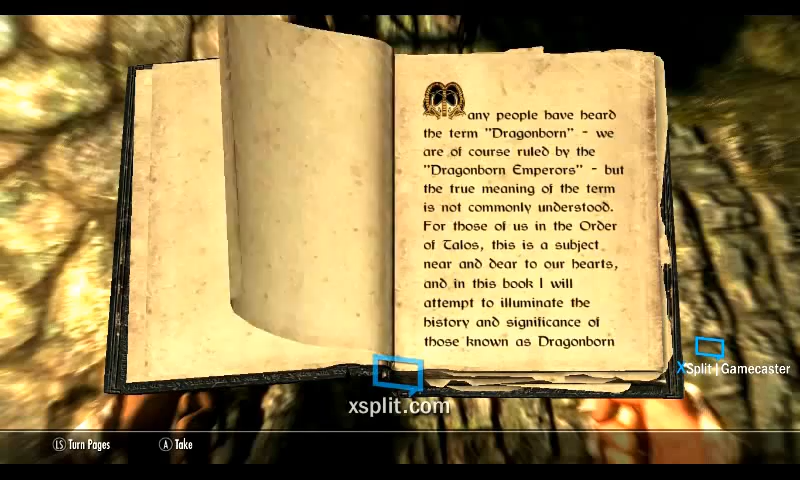 Many people have heard
the term "Dragonborn" - we
are of course ruled by the
"Dragonborn Emperors" - but
the true meaning of the term
is not commonly understood.
For those of us in the Order
of Talos, this is a subject
near and dear to our hearts,
and in this book I will
attempt to illuminate the
history and significance of
those known as Dragonborn
XSplit | Gamecaster
xsplit.com
LS Turn Pages
A Take